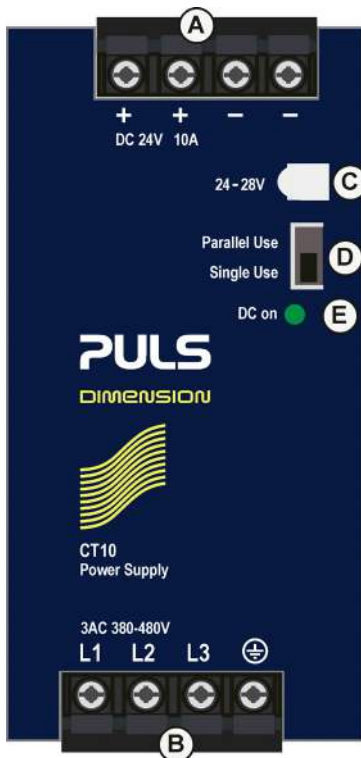 A
+ + − −
DC 24V 10A
24-28V C
Parallel Use
D
Single Use
DC on E
PULS
DIMENSION
CT10
Power Supply
3AC 380-480V
L1 L2 L3
B